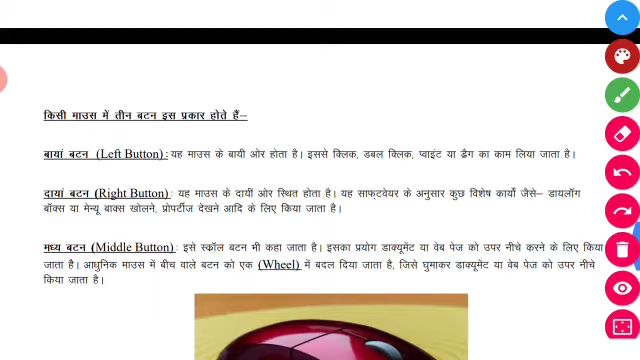 किसी माउस में तीन बटन इस प्रकार होते हैं–
बायां बटन (Left Button) : यह माउस के बायी ओर होता है। इससे क्लिक, डबल क्लिक, प्वाइंट या ड्रैग का काम लिया जाता है।
दायां बटन (Right Button) : यह माउस के दायीं ओर स्थित होता है। यह साफ्टवेयर के अनुसार कुछ विशेष कार्यो जैसे– डायलॉग
बॉक्स या मेन्यू बाक्स खोलने, प्रोपर्टीज देखने आदि के लिए किया जाता है।
मध्य बटन (Middle Button) : इसे स्क्रॅाल बटन भी कहा जाता है। इसका प्रयोग डाक्यूमेंट या वेब पेज को उपर नीचे करने के लिए किया
जाता है। आधुनिक माउस में बीच वाले बटन को एक (Wheel) में बदल दिया जाता है, जिसे घुमाकर डाक्यूमेंट या वेब पेज को उपर नीचे
किया जाता है।